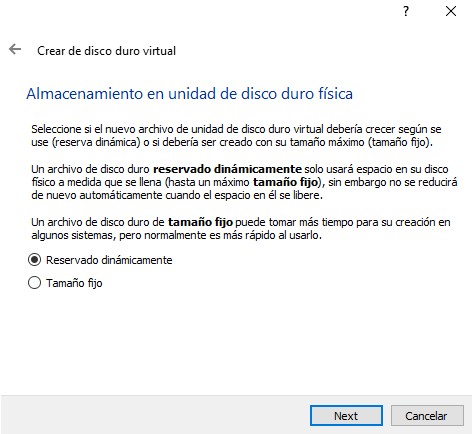 ?
Crear de disco duro virtual
Almacenamiento en unidad de disco duro física
Seleccione si el nuevo archivo de unidad de disco duro virtual debería crecer según se
use (reserva dinámica) o si debería ser creado con su tamaño máximo (tamaño fijo).
Un archivo de disco duro reservado dinámicamente solo usará espacio en su disco
físico a medida que se llena (hasta un máximo tamaño fijo), sin embargo no se reducirá
de nuevo automáticamente cuando el espacio en él se libere.
Un archivo de disco duro de tamaño fijo puede tomar más tiempo para su creación en
algunos sistemas, pero normalmente es más rápido al usarlo.
Reservado dinámicamente
Tamaño fijo
Next
Cancelar